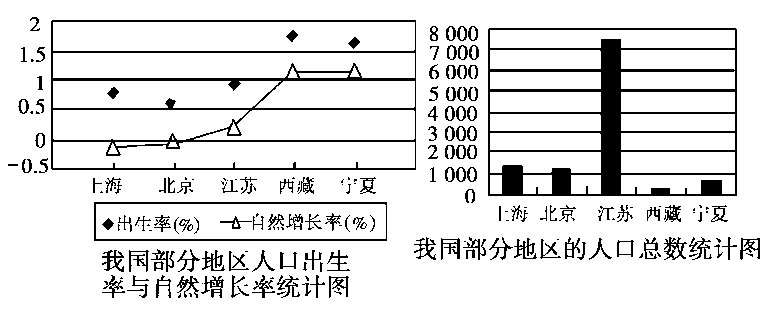 2
1.5
1
0.5
0
-0.5
上海 北京 江苏 西藏 宁夏
◆出生率(%) △自然增长率(%)
我国部分地区人口出生
率与自然增长率统计图
8 000
7 000
6 000
5 000
4 000
3 000
2 000
1 000
0
上海 北京 江苏 西藏 宁夏
我国部分地区的人口总数统计图